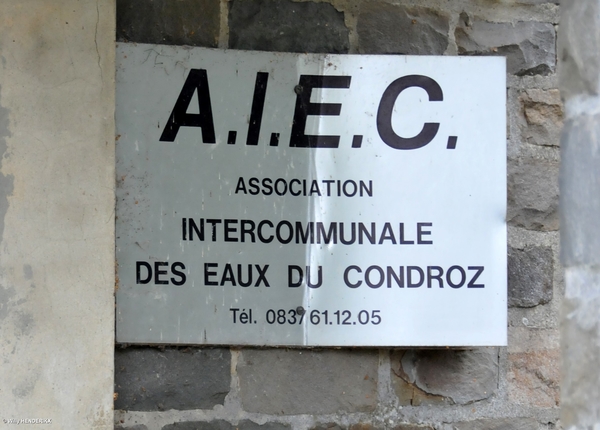 A.I.E.C.
ASSOCIATION
INTERCOMMUNALE
DES EAUX DU CONDROZ
Tél. 083/61.12.05